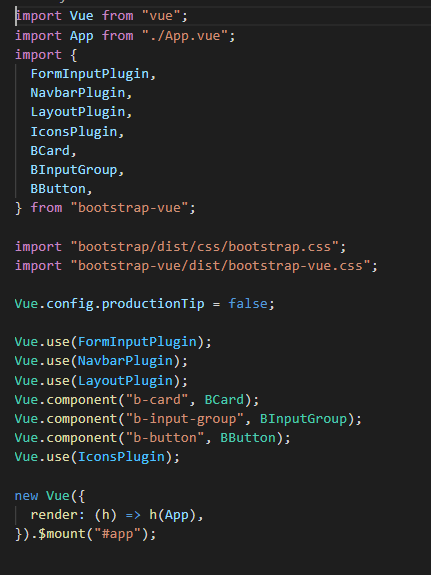 import Vue from "vue";
import App from "./App.vue";
import {
FormInputPlugin,
NavbarPlugin,
LayoutPlugin,
IconsPlugin,
BCard,
BInputGroup,
BButton,
} from "bootstrap-vue";
import "bootstrap/dist/css/bootstrap.css";
import "bootstrap-vue/dist/bootstrap-vue.css";
Vue.config.productionTip = false;
Vue.use(FormInputPlugin);
Vue.use(NavbarPlugin);
Vue.use(LayoutPlugin);
Vue.component("b-card", BCard);
Vue.component("b-input-group", BInputGroup);
Vue.component("b-button", BButton);
Vue.use(IconsPlugin);
new Vue({
render: (h) => h(App),
}).$mount("#app");